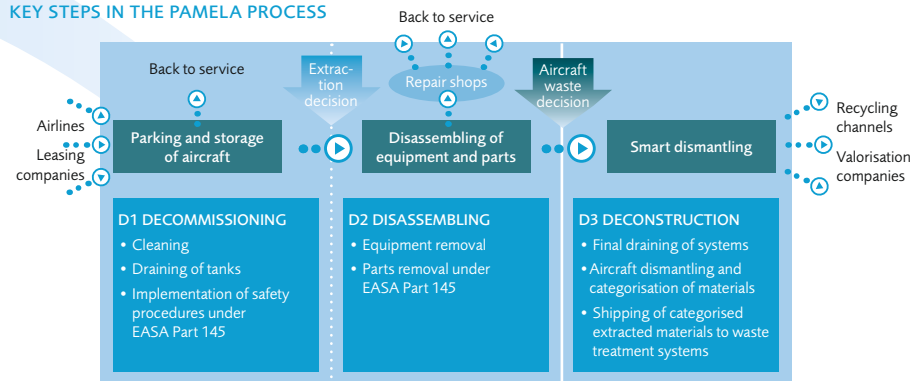 KEY STEPS IN THE PAMELA PROCESS
Back to service
Back to service
Extrac-
tion
decision
Repair shops
Aircraft
waste
decision
Airlines
Leasing
companies
Parking and storage
of aircraft
Disassembling of
equipment and parts
Smart dismantling
Recycling
channels
Valorisation
companies
D1 DECOMMISSIONING
• Cleaning
• Draining of tanks
• Implementation of safety
procedures under
EASA Part 145
D2 DISASSEMBLING
• Equipment removal
• Parts removal under
EASA Part 145
D3 DECONSTRUCTION
• Final draining of systems
• Aircraft dismantling and
categorisation of materials
• Shipping of categorised
extracted materials to waste
treatment systems